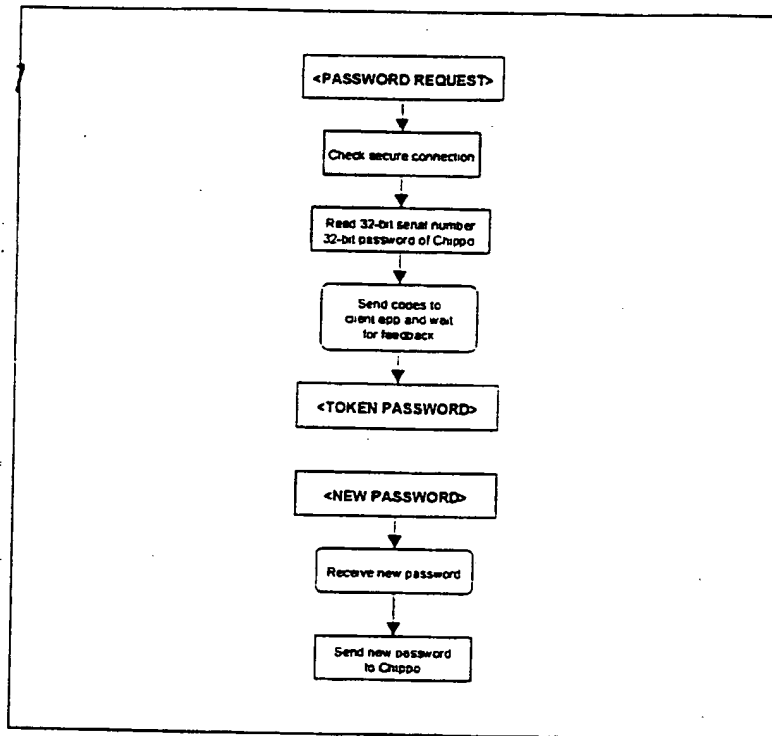 <PASSWORD REQUEST>
Check secure connection
Read 32-bit serial number
32-bit password of Chippo
Send codes to
client app and wait
for feedback
<TOKEN PASSWORD>
<NEW PASSWORD>
Receive new password
Send new password
to Chippo